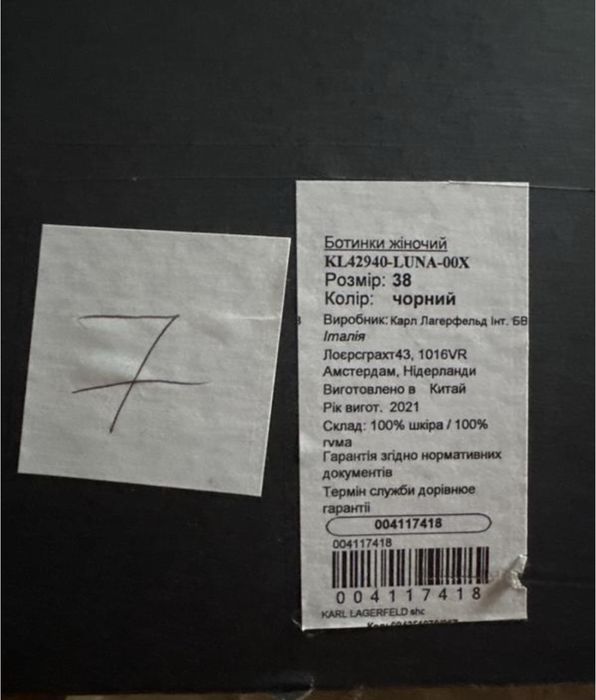 7
Ботинки жіночий
KL42940-LUNA-00X
Розмір: 38
Колір: чорний
Виробник: Карл Лагерфельд Інт. БВ
Італія
Лоєрсграхт43, 1016VR
Амстердам, Нідерланди
Виготовлено в Китай
Рік вигот. 2021
Склад: 100% шкіра / 100%
гума
Гарантія згідно нормативних
документів
Термін служби дорівнює
гарантії
004117418
004117418
004117418
KARL LAGERFELD shc